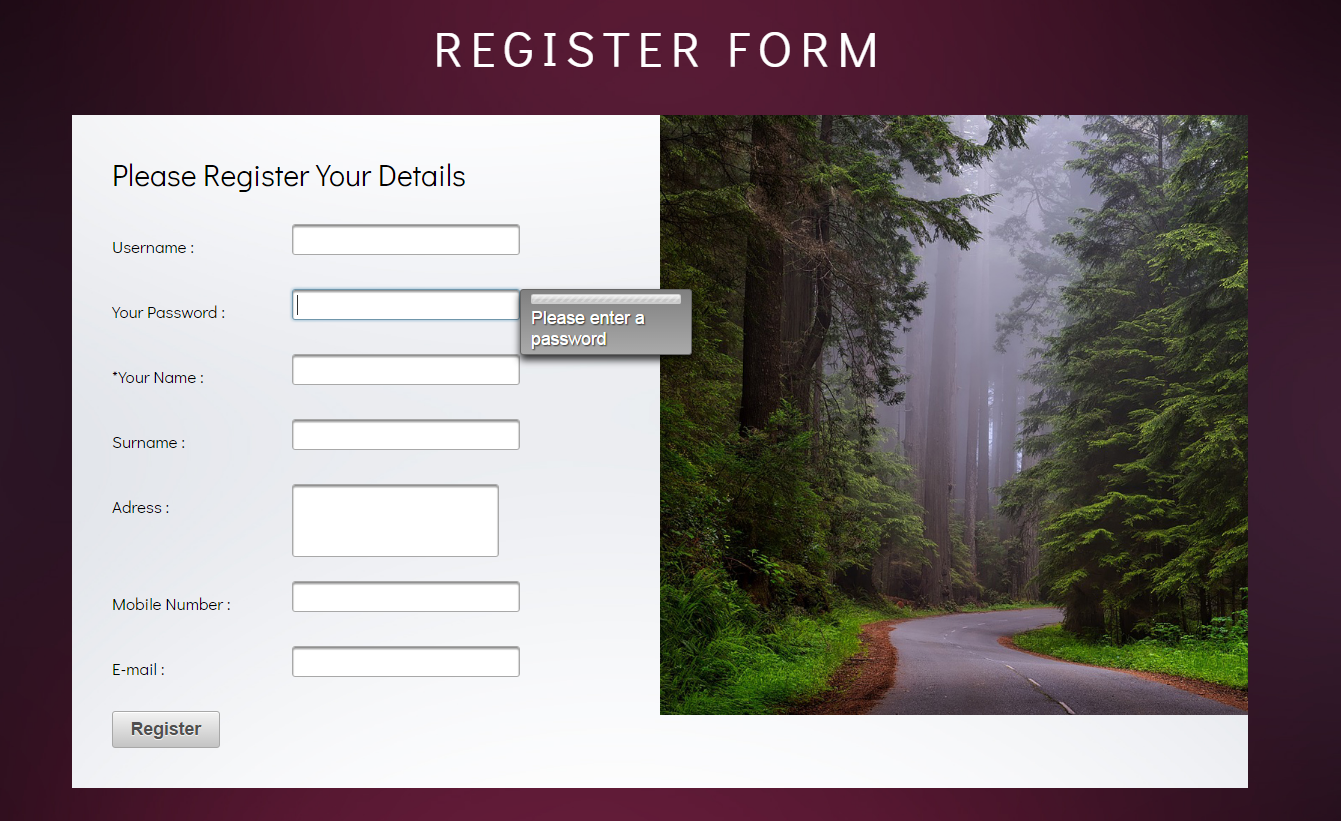 REGISTER FORM
Please Register Your Details
Username :
Your Password :
Please enter a
password
*Your Name :
Surname :
Adress :
Mobile Number :
E-mail :
Register